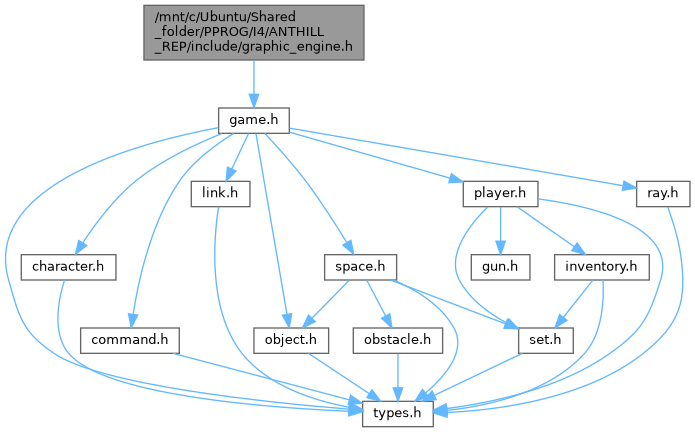 /mnt/c/Ubuntu/Shared
_folder/PPROG/I4/ANTHILL
_REP/include/graphic_engine.h
game.h
link.h
player.h
ray.h
character.h
space.h
gun.h
inventory.h
command.h
object.h
obstacle.h
set.h
types.h